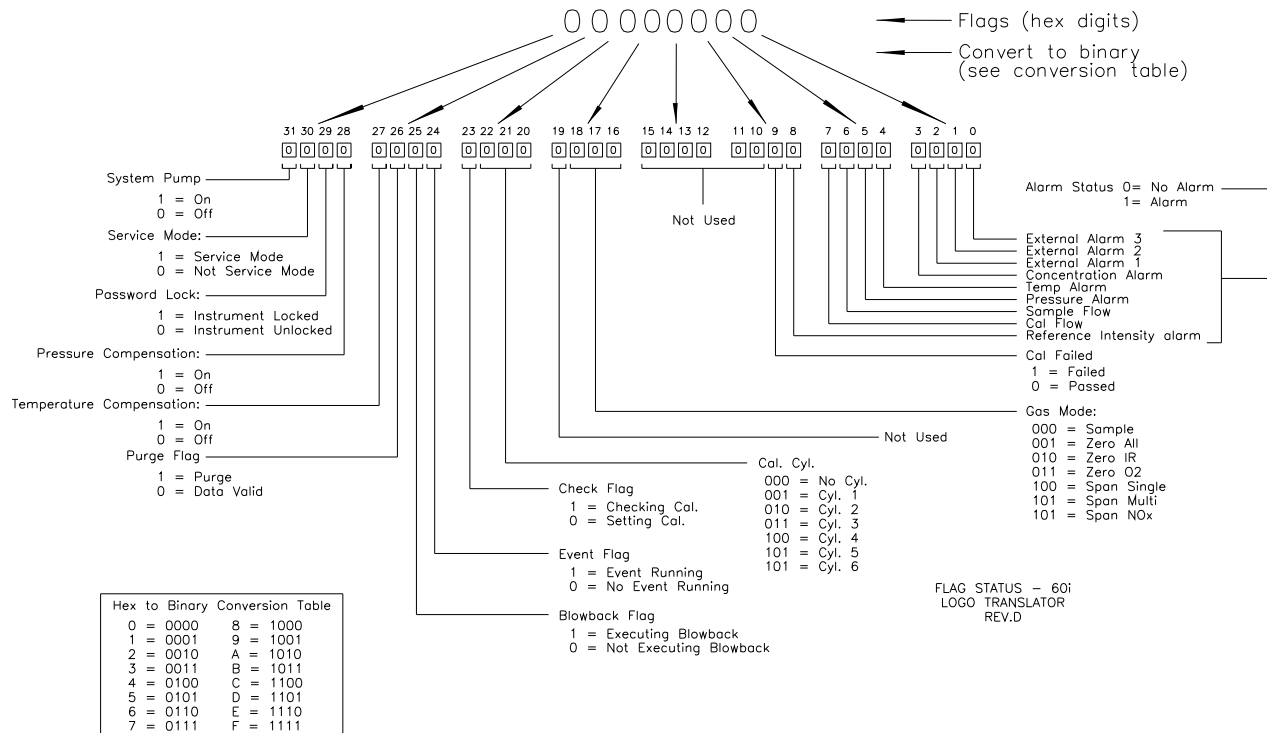 00000000
Flags (hex digits)
Convert to binary
(see conversion table)
31 30 29 28 27 26 25 24 23 22 21 20 19 18 17 16 15 14 13 12 11 10 9 8 7 6 5 4 3 2 1 0
0 0 0 0 0 0 0 0 0 0 0 0 0 0 0 0 0 0 0 0 0 0 0 0 0 0 0 0 0 0 0 0
System Pump
1 = On
0 = Off
Service Mode:
1 = Service Mode
0 = Not Service Mode
Password Lock:
1 = Instrument Locked
0 = Instrument Unlocked
Pressure Compensation:
1 = On
0 = Off
Temperature Compensation:
1 = On
0 = Off
Purge Flag
1 = Purge
0 = Data Valid
Not Used
Alarm Status 0= No Alarm
1= Alarm
External Alarm 3
External Alarm 2
External Alarm 1
Concentration Alarm
Temp Alarm
Pressure Alarm
Sample Flow
Cal Flow
Reference Intensity alarm
Cal Failed
1 = Failed
0 = Passed
Gas Mode:
000 = Sample
001 = Zero All
010 = Zero IR
011 = Zero O2
100 = Span Single
101 = Span Multi
101 = Span NOx
Not Used
Cal. Cyl.
000 = No Cyl.
001 = Cyl. 1
010 = Cyl. 2
011 = Cyl. 3
100 = Cyl. 4
101 = Cyl. 5
101 = Cyl. 6
Check Flag
1 = Checking Cal.
0 = Setting Cal.
Event Flag
1 = Event Running
0 = No Event Running
Blowback Flag
1 = Executing Blowback
0 = Not Executing Blowback
FLAG STATUS – 60i
LOGO TRANSLATOR
REV.D
Hex to Binary Conversion Table
0 = 0000 8 = 1000
1 = 0001 9 = 1001
2 = 0010 A = 1010
3 = 0011 B = 1011
4 = 0100 C = 1100
5 = 0101 D = 1101
6 = 0110 E = 1110
7 = 0111 F = 1111